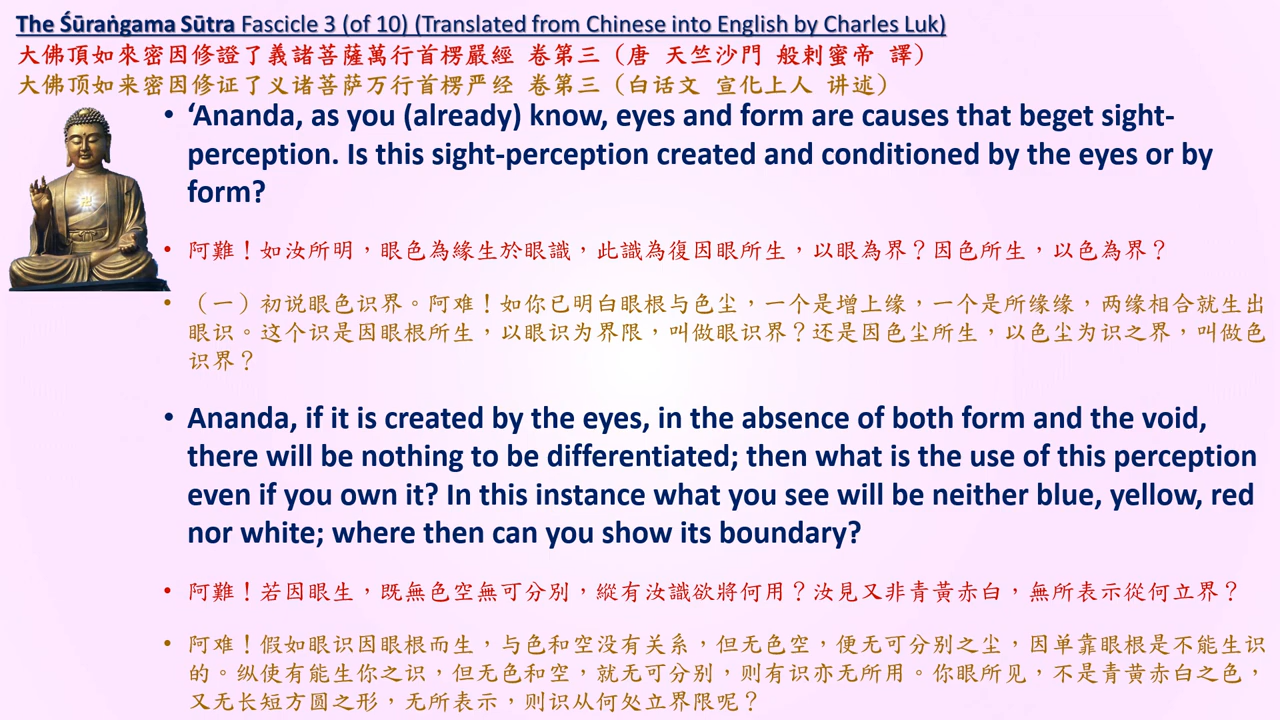 The Śūraṅgama Sūtra Fascicle 3 (of 10) (Translated from Chinese into English by Charles Luk)
大佛頂如來密因修證了義諸菩薩萬行首楞嚴經 卷第三（唐 天竺沙門 般剌蜜帝 譯）
大佛顶如来密因修证了义诸菩萨万行首楞严经 卷第三（白话文 宣化上人 讲述）
• ‘Ananda, as you (already) know, eyes and form are causes that beget sight-
perception. Is this sight-perception created and conditioned by the eyes or by
form?
• 阿難！如汝所明，眼色為緣生於眼識，此識為復因眼所生，以眼為界？因色所生，以色為界？
• （一）初说眼色识界。阿难！如你已明白眼根与色尘，一个是增上缘，一个是所缘缘，两缘相合就生出
眼识。这个识是因眼根所生，以眼识为界限，叫做眼识界？还是因色尘所生，以色尘为识之界，叫做色
识界？
• Ananda, if it is created by the eyes, in the absence of both form and the void,
there will be nothing to be differentiated; then what is the use of this perception
even if you own it? In this instance what you see will be neither blue, yellow, red
nor white; where then can you show its boundary?
• 阿難！若因眼生，既無色空無可分別，縱有汝識欲將何用？汝見又非青黃赤白，無所表示從何立界？
• 阿难！假如眼识因眼根而生，与色和空没有关系，但无色空，便无可分别之尘，因单靠眼根是不能生识
的。纵使有能生你之识，但无色和空，就无可分别，则有识亦无所用。你眼所见，不是青黄赤白之色，
又无长短方圆之形，无所表示，则识从何处立界限呢？